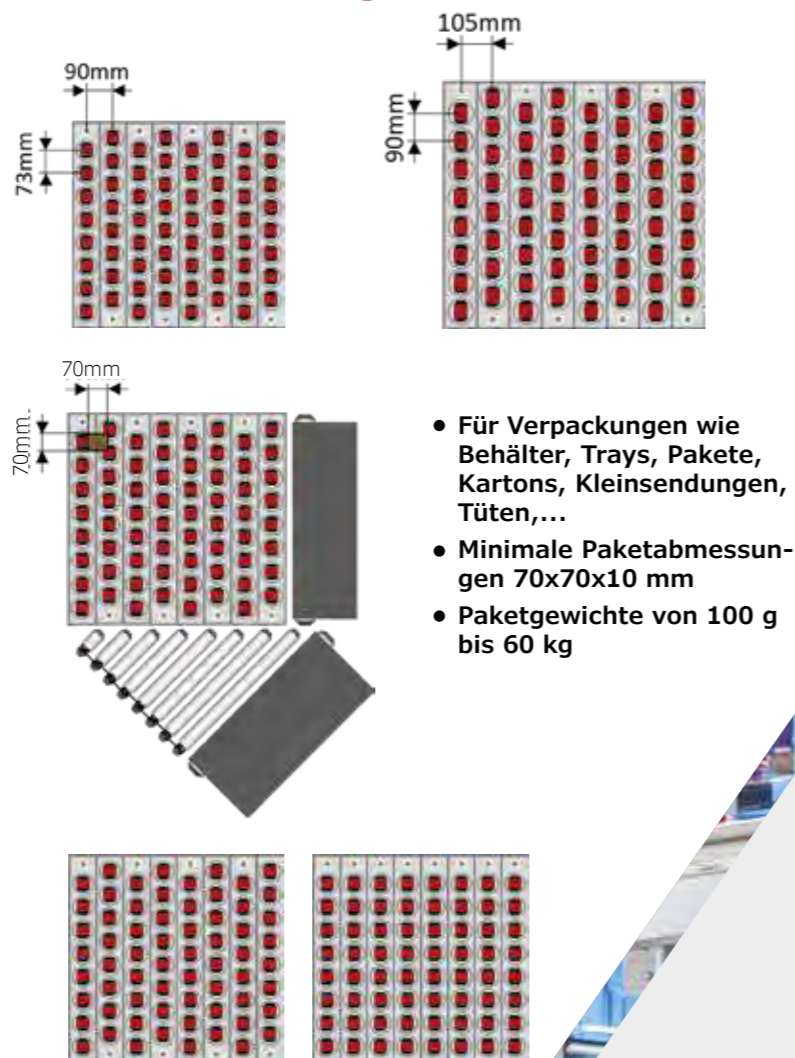 105mm
90mm
90mm
73mm
70mm
70mm
• Für Verpackungen wie
Behälter, Trays, Pakete,
Kartons, Kleinsendungen,
Tüten,...
• Minimale Paketabmessun-
gen 70x70x10 mm
• Paketgewichte von 100 g
bis 60 kg